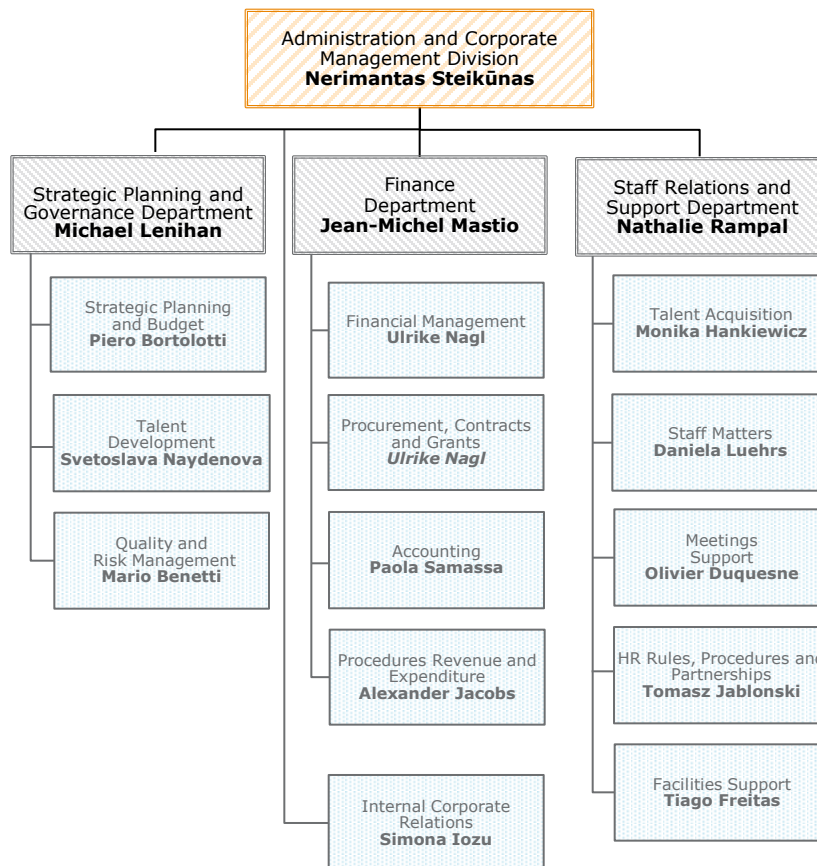 Administration and Corporate
Management Division
Nerimantas Steikūnas
Strategic Planning and
Governance Department
Michael Lenihan
Strategic Planning
and Budget
Piero Bortolotti
Talent
Development
Svetoslava Naydenova
Quality and
Risk Management
Mario Benetti
Finance
Department
Jean-Michel Mastio
Financial Management
Ulrike Nagl
Procurement, Contracts
and Grants
Ulrike Nagl
Accounting
Paola Samassa
Procedures Revenue and
Expenditure
Alexander Jacobs
Internal Corporate
Relations
Simona Iozu
Staff Relations and
Support Department
Nathalie Rampal
Talent Acquisition
Monika Hankiewicz
Staff Matters
Daniela Luehrs
Meetings
Support
Olivier Duquesne
HR Rules, Procedures and
Partnerships
Tomasz Jablonski
Facilities Support
Tiago Freitas